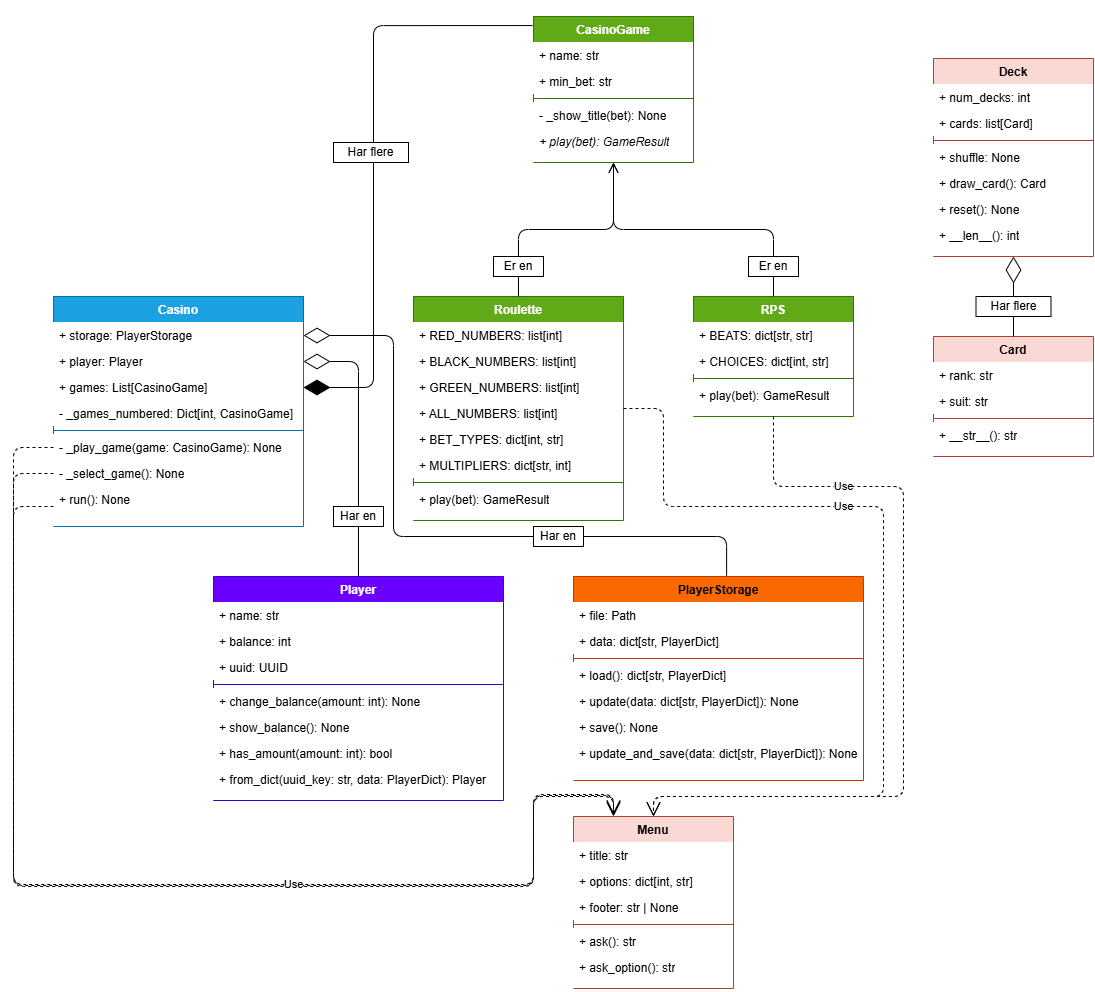 CasinoGame
+ name: str
+ min_bet: str
- _show_title(bet): None
+ play(bet): GameResult
Deck
+ num_decks: int
+ cards: list[Card]
+ shuffle: None
+ draw_card(): Card
+ reset(): None
+ __len__(): int
Har flere
Er en
Er en
Har flere
Casino
+ storage: PlayerStorage
+ player: Player
+ games: List[CasinoGame]
- _games_numbered: Dict[int, CasinoGame]
- _play_game(game: CasinoGame): None
- _select_game(): None
+ run(): None
Roulette
+ RED_NUMBERS: list[int]
+ BLACK_NUMBERS: list[int]
+ GREEN_NUMBERS: list[int]
+ ALL_NUMBERS: list[int]
+ BET_TYPES: dict[int, str]
+ MULTIPLIERS: dict[str, int]
+ play(bet): GameResult
RPS
+ BEATS: dict[str, str]
+ CHOICES: dict[int, str]
+ play(bet): GameResult
Card
+ rank: str
+ suit: str
+ __str__(): str
Use
Use
Har en
Har en
Player
+ name: str
+ balance: int
+ uuid: UUID
+ change_balance(amount: int): None
+ show_balance(): None
+ has_amount(amount: int): bool
+ from_dict(uuid_key: str, data: PlayerDict): Player
PlayerStorage
+ file: Path
+ data: dict[str, PlayerDict]
+ load(): dict[str, PlayerDict]
+ update(data: dict[str, PlayerDict]): None
+ save(): None
+ update_and_save(data: dict[str, PlayerDict]): None
Use
Menu
+ title: str
+ options: dict[int, str]
+ footer: str | None
+ ask(): str
+ ask_option(): str